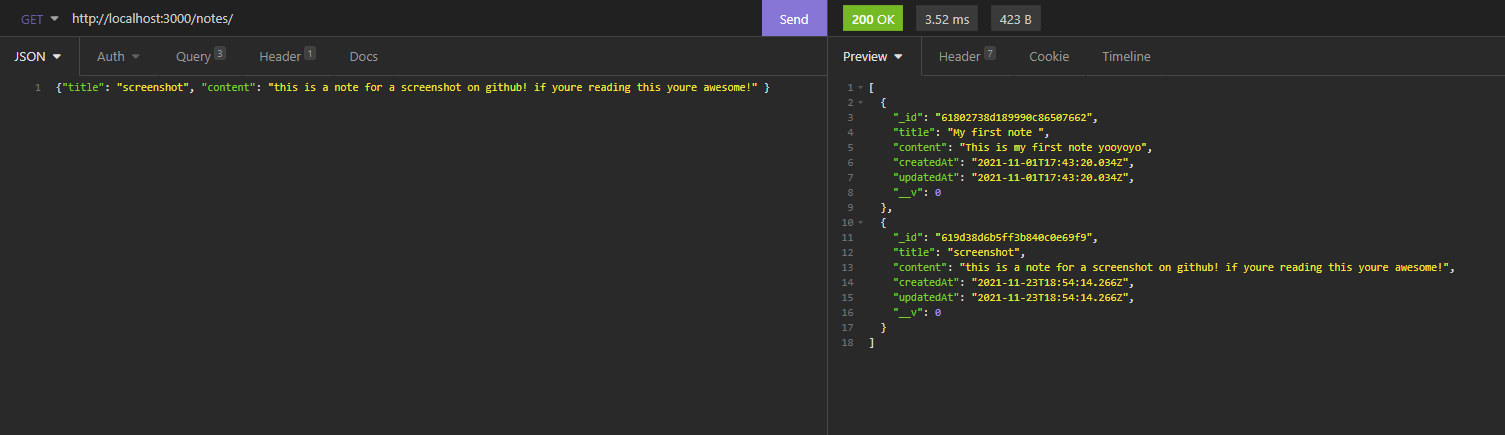 GET http://localhost:3000/notes/ Send 200 OK 3.52 ms 423 B
JSON Auth Query 3 Header 1 Docs
1 {"title": "screenshot", "content": "this is a note for a screenshot on github! if youre reading this youre awesome!" }
Preview Header 7 Cookie Timeline
1 [
2 {
3 "_id": "61802738d189990c86507662",
4 "title": "My first note ",
5 "content": "This is my first note yooyoyo",
6 "createdAt": "2021-11-01T17:43:20.034Z",
7 "updatedAt": "2021-11-01T17:43:20.034Z",
8 "__v": 0
9 },
10 {
11 "_id": "619d38d6b5ff3b840c0e69f9",
12 "title": "screenshot",
13 "content": "this is a note for a screenshot on github! if youre reading this youre awesome!",
14 "createdAt": "2021-11-23T18:54:14.266Z",
15 "updatedAt": "2021-11-23T18:54:14.266Z",
16 "__v": 0
17 }
18 ]